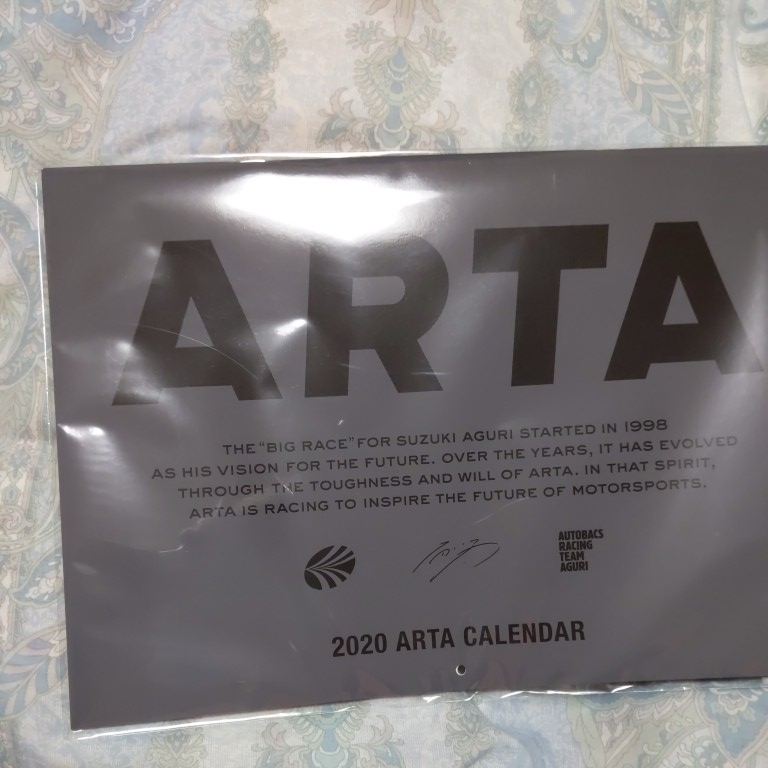 ARTA
THE "BIG RACE" FOR SUZUKI AGURI STARTED IN 1998
AS HIS VISION FOR THE FUTURE. OVER THE YEARS, IT HAS EVOLVED
THROUGH THE TOUGHNESS AND WILL OF ARTA. IN THAT SPIRIT,
ARTA IS RACING TO INSPIRE THE FUTURE OF MOTORSPORTS.
AUTOBACS
RACING
TEAM
AGURI
2020 ARTA CALENDAR